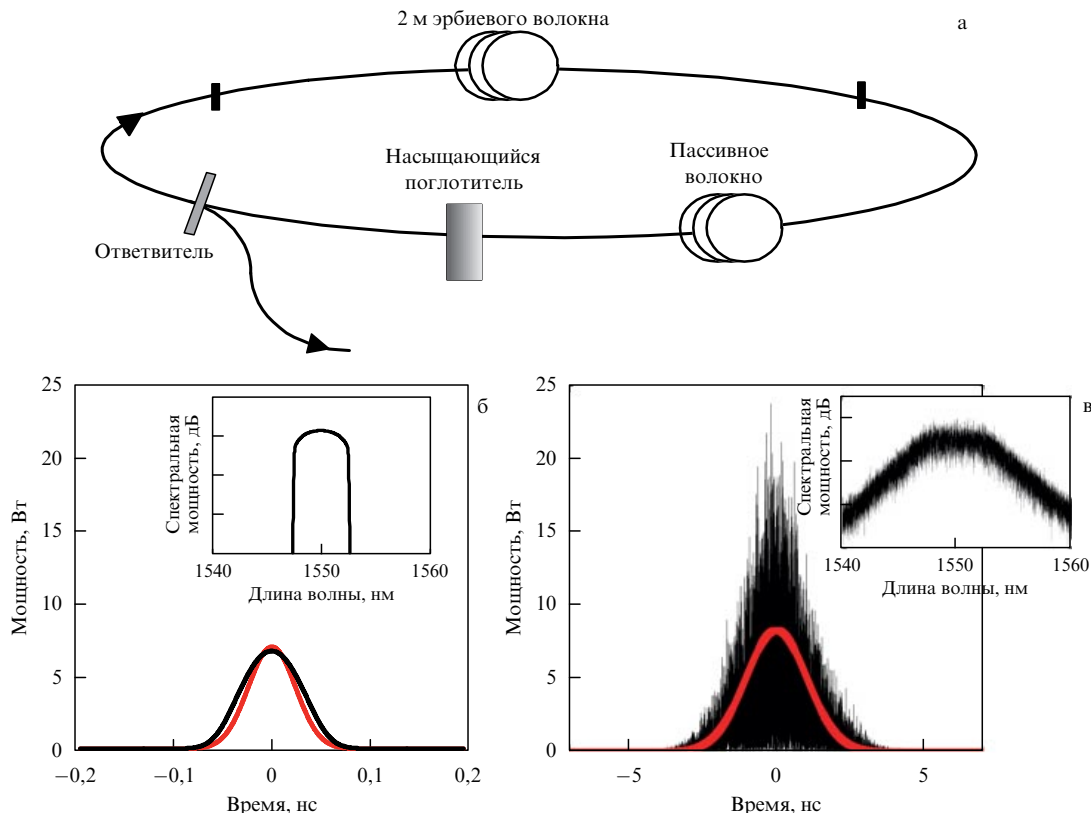 2 м эрбиевого волокна
а
Насыщающийся
поглотитель
Пассивное
волокно
Ответвитель
б
25
20
15
10
5
0
Мощность, Вт
−0,2
−0,1
0
0,1
0,2
Время, нс
Спектральная
мощность, дБ
1540
1550
1560
Длина волны, нм
в
25
20
15
10
5
0
Мощность, Вт
−5
0
5
Время, нс
Спектральная
мощность, дБ
1540
1550
1560
Длина волны, нм